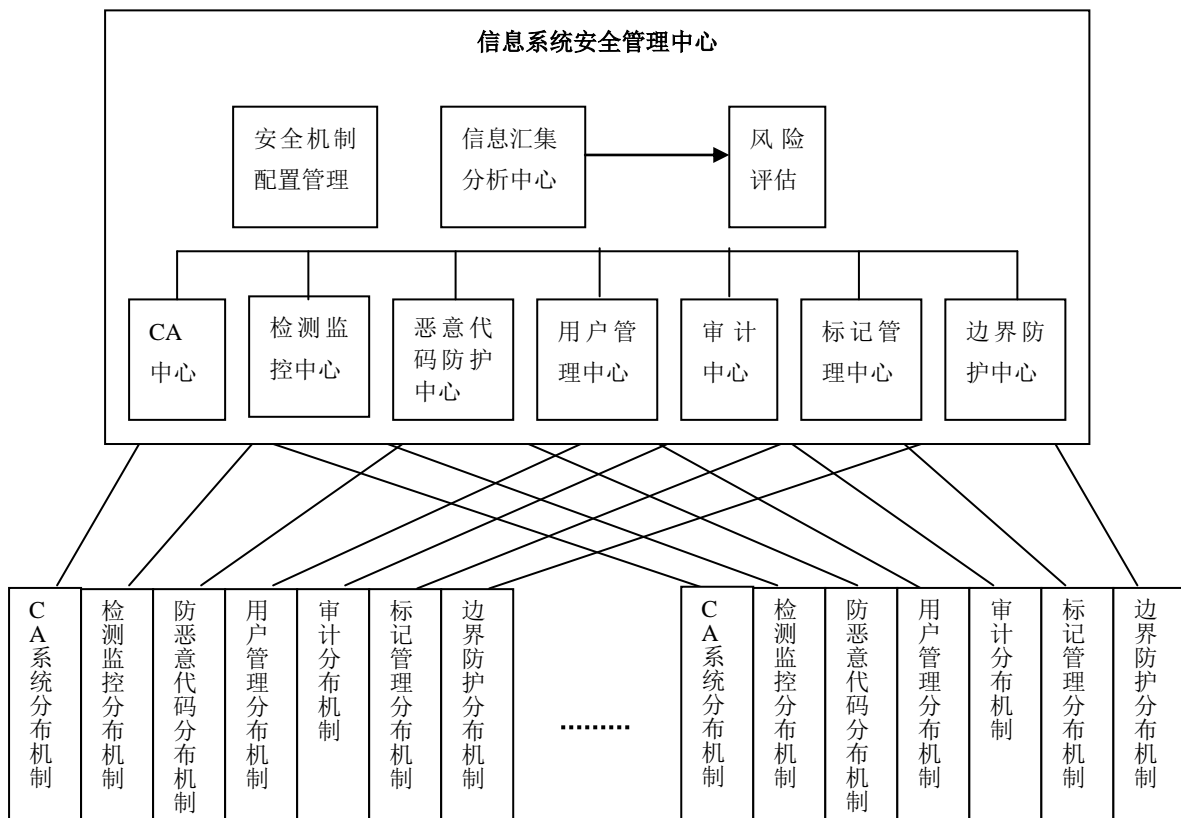 信息系统安全管理中心
安全机制
配置管理
信息汇集
分析中心
风险
评估
CA
中心
检测监
控中心
恶意代
码防护
中心
用户管
理中心
审计
中心
标记管
理中心
边界防
护中心
CA系统分布机制
检测监控分布机制
防恶意代码分布机制
用户管理分布机制
审计分布机制
标记管理分布机制
边界防护分布机制
.........
CA系统分布机制
检测监控分布机制
防恶意代码分布机制
用户管理分布机制
审计分布机制
标记管理分布机制
边界防护分布机制